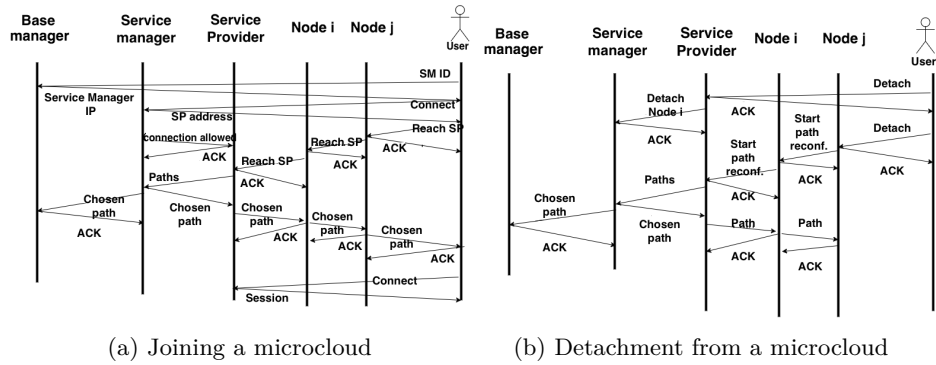 Base manager
Service manager
Service Provider
Node i
Node j
User
SM ID
Service Manager IP
Connect
SP address
Reach SP
connection allowed
ACK
Reach SP
ACK
ACK
Reach SP
Paths
ACK
Chosen path
Chosen path
Chosen path
Chosen path
Chosen path
ACK
ACK
ACK
ACK
Connect
Session
(a) Joining a microcloud
Base manager
Service manager
Service Provider
Node i
Node j
User
Detach
Detach Node i
ACK
Start path reconf.
Detach
ACK
Start path reconf.
ACK
ACK
Paths
ACK
Chosen path
Chosen path
Path
Path
ACK
ACK
ACK
(b) Detachment from a microcloud